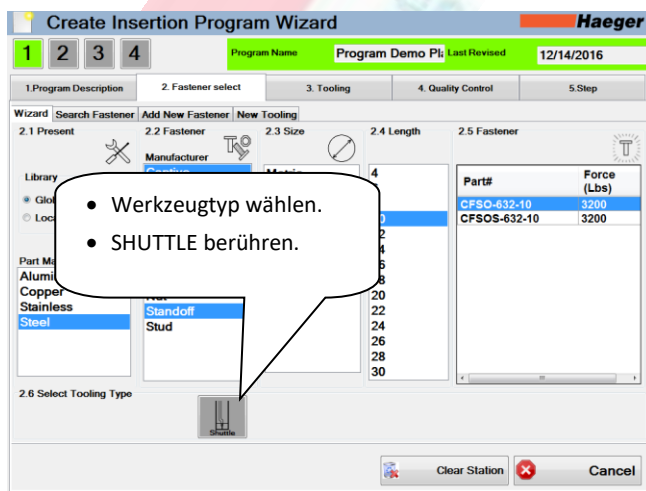 Create Insertion Program Wizard
Haeger
1 2 3 4
Program Name
Program Demo Pla
Last Revised
12/14/2016
1.Program Description
2. Fastener select
3. Tooling
4. Quality Control
5.Step
Wizard
Search Fastener
Add New Fastener
New Tooling
2.1 Present
2.2 Fastener
2.3 Size
2.4 Length
2.5 Fastener
Manufacturer
Library
4
Part#
Force (Lbs)
CFSO-632-10
3200
CFSOS-632-10
3200
• Werkzeugtyp wählen.
• SHUTTLE berühren.
Copper
Stainless
Steel
Standoff
Stud
20
22
24
26
28
30
2.6 Select Tooling Type
Shuttle
Clear Station
Cancel